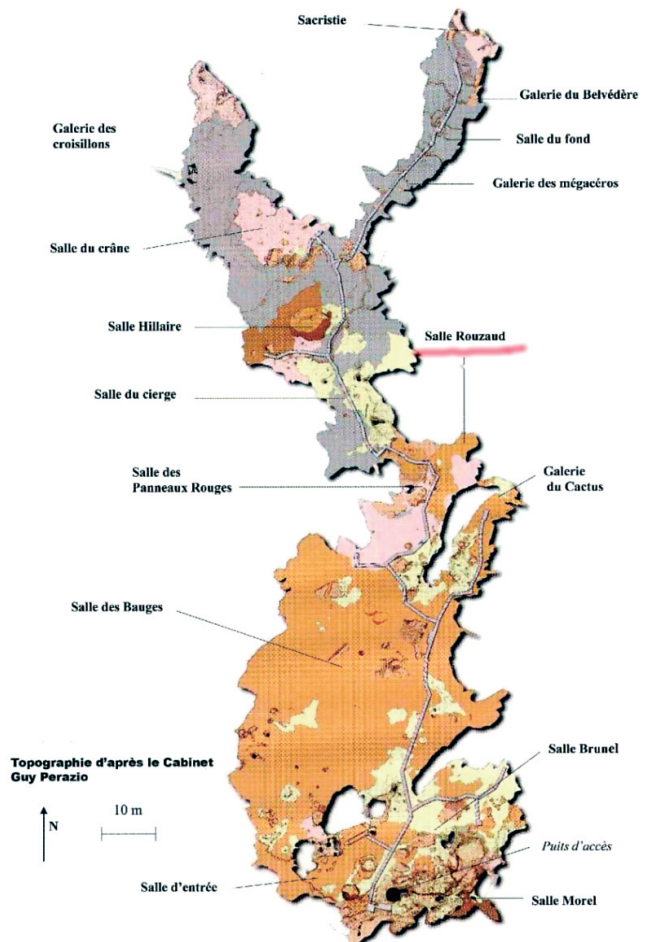 Sacristie
Galerie du Belvédère
Galerie des
croisillons
Salle du fond
Galerie des mégacéros
Salle du crâne
Salle Hillaire
Salle Rouzaud
Salle du cierge
Salle des
Panneaux Rouges
Galerie
du Cactus
Salle des Bauges
Topographie d'après le Cabinet
Guy Perazio
Salle Brunel
10 m
N
Puits d'accès
Salle d'entrée
Salle Morel